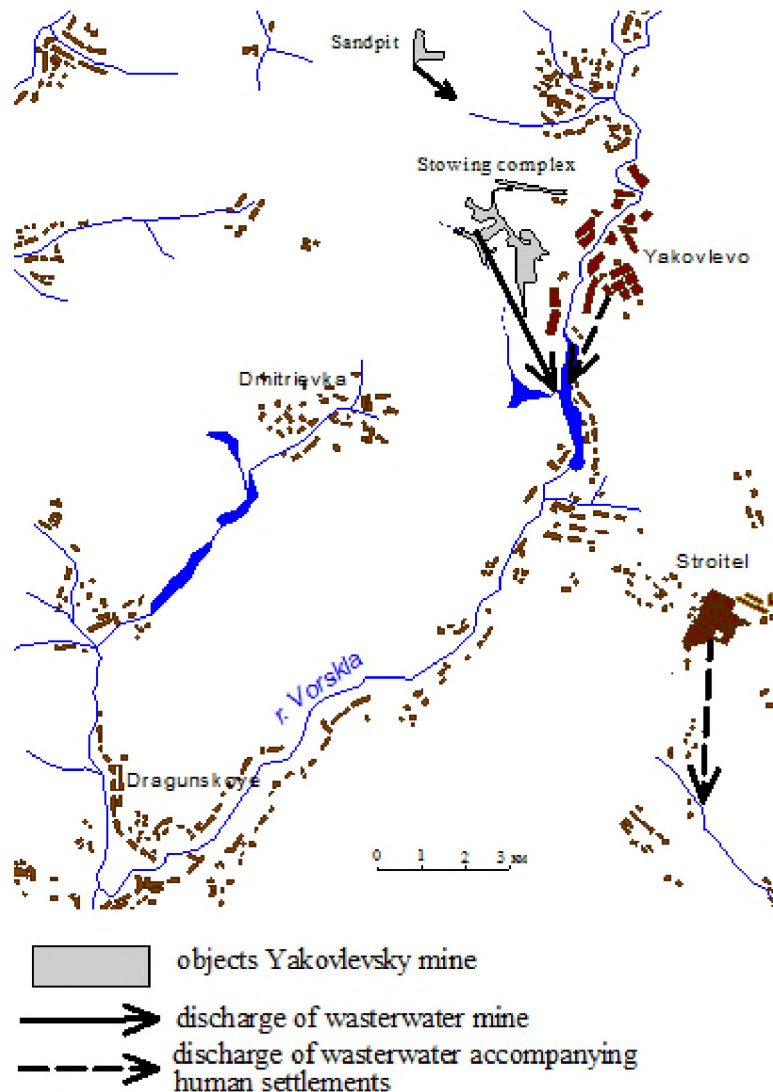 Sandpit
Stowing complex
Yakovlevo
Dmitrievka
Stroitel
r. Vorskla
Dragunskoye
0 1 2 3 км
objects Yakovlevsky mine
discharge of wasterwater mine
discharge of wasterwater accompanying
human settlements